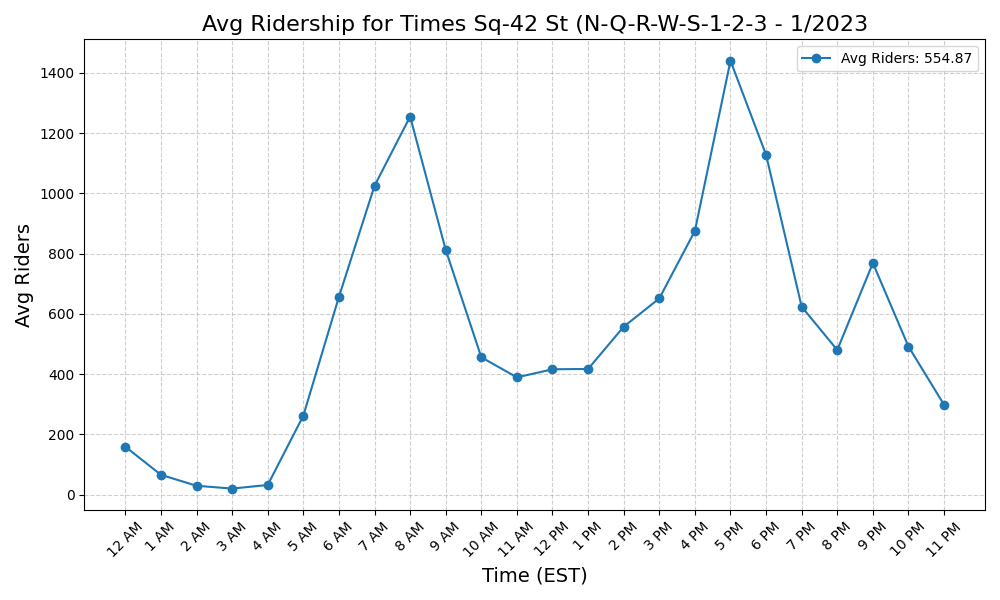 Avg Ridership for Times Sq-42 St (N-Q-R-W-S-1-2-3 - 1/2023
Avg Riders: 554.87
Avg Riders
1400
1200
1000
800
600
400
200
0
12 AM 1 AM 2 AM 3 AM 4 AM 5 AM 6 AM 7 AM 8 AM 9 AM 10 AM 11 AM 12 PM 1 PM 2 PM 3 PM 4 PM 5 PM 6 PM 7 PM 8 PM 9 PM 10 PM 11 PM
Time (EST)